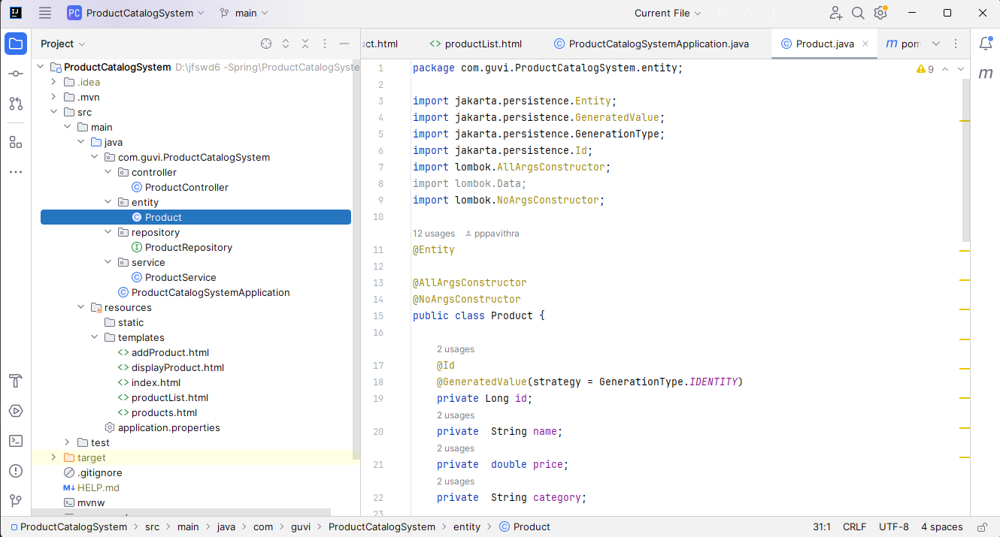 PC ProductCatalogSystem main Current File
Project
ProductCatalogSystem D:\jfswd6 -Spring\ProductCatalogSyste
.idea
.mvn
src
main
java
com.guvi.ProductCatalogSystem
controller
ProductController
entity
Product
repository
ProductRepository
service
ProductService
ProductCatalogSystemApplication
resources
static
templates
addProduct.html
displayProduct.html
index.html
productList.html
products.html
application.properties
test
target
.gitignore
HELP.md
mvnw
uct.html productList.html ProductCatalogSystemApplication.java Product.java pom
9
1 package com.guvi.ProductCatalogSystem.entity;
2
3 import jakarta.persistence.Entity;
4 import jakarta.persistence.GeneratedValue;
5 import jakarta.persistence.GenerationType;
6 import jakarta.persistence.Id;
7 import lombok.AllArgsConstructor;
8 import lombok.Data;
9 import lombok.NoArgsConstructor;
10
12 usages pppavithra
11 @Entity
12
13 @AllArgsConstructor
14 @NoArgsConstructor
15 public class Product {
16
2 usages
17 @Id
18 @GeneratedValue(strategy = GenerationType.IDENTITY)
19 private Long id;
2 usages
20 private  String name;
2 usages
21 private  double price;
2 usages
22 private  String category;
23
ProductCatalogSystem > src > main > java > com > guvi > ProductCatalogSystem > entity > Product 31:1 CRLF UTF-8 4 spaces